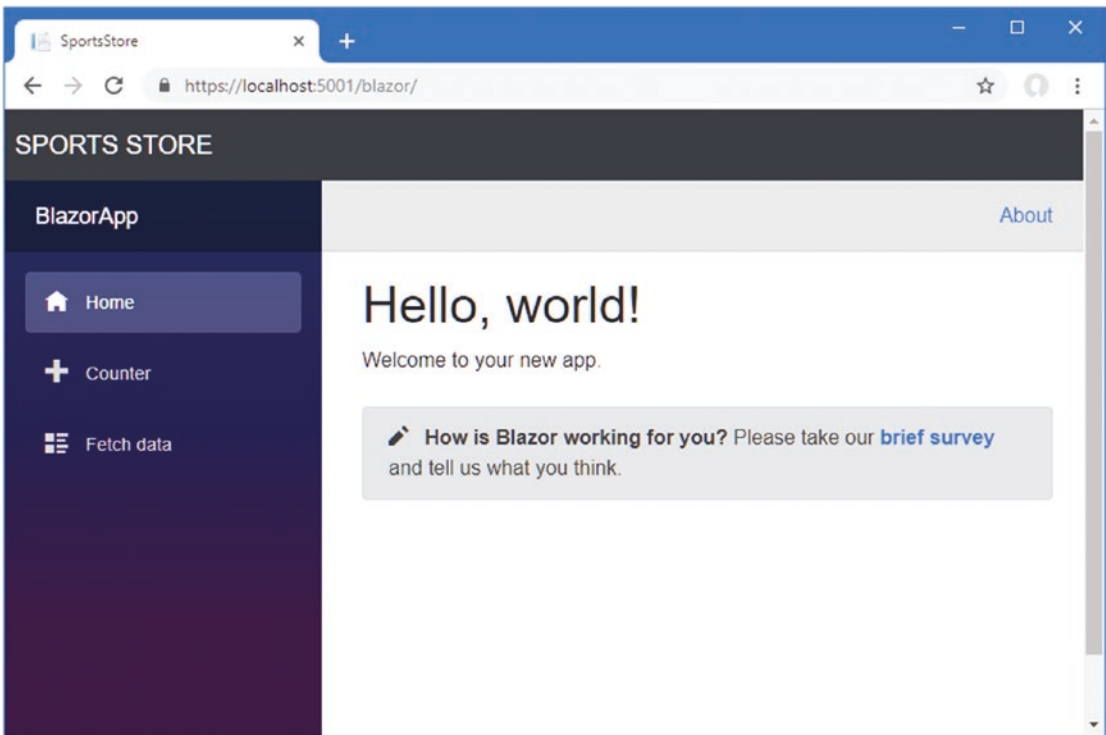 SportsStore
https://localhost:5001/blazor/
SPORTS STORE
BlazorApp
About
Home
Counter
Fetch data
Hello, world!
Welcome to your new app.
How is Blazor working for you? Please take our brief survey
and tell us what you think.